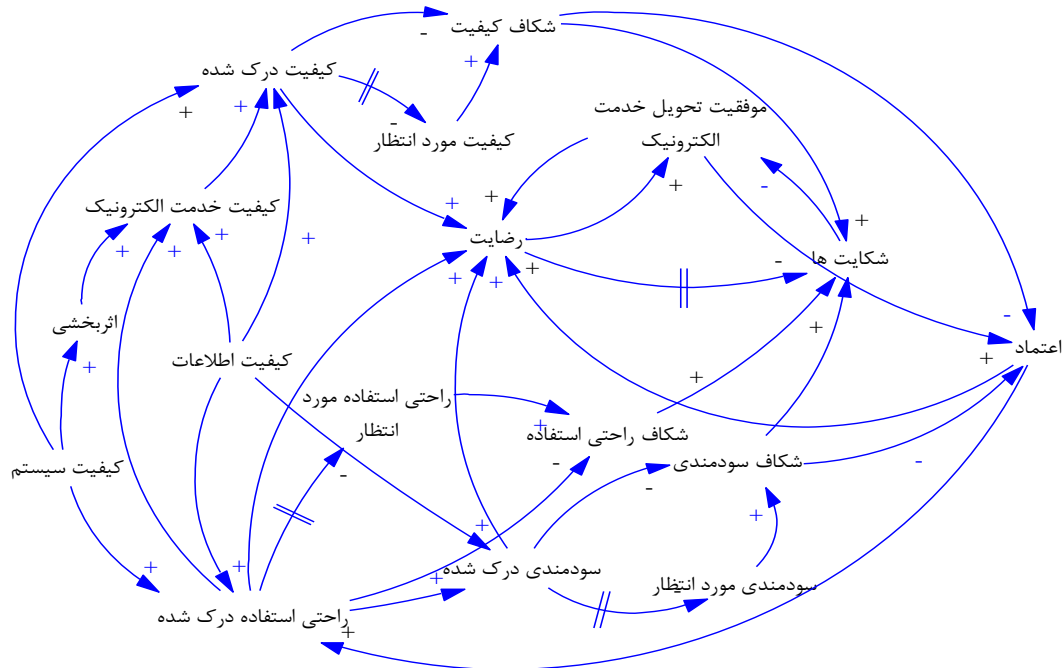 شکاف کیفیت
کیفیت درک شده
موفقیت تحویل خدمت
الکترونیک
کیفیت مورد انتظار
کیفیت خدمت الکترونیک
رضایت
شکایت ها
اثربخشی
اعتماد
کیفیت اطلاعات
راحتی استفاده مورد
انتظار
شکاف راحتی استفاده
شکاف سودمندی
کیفیت سیستم
سودمندی درک شده
سودمندی مورد انتظار
راحتی استفاده درک شده